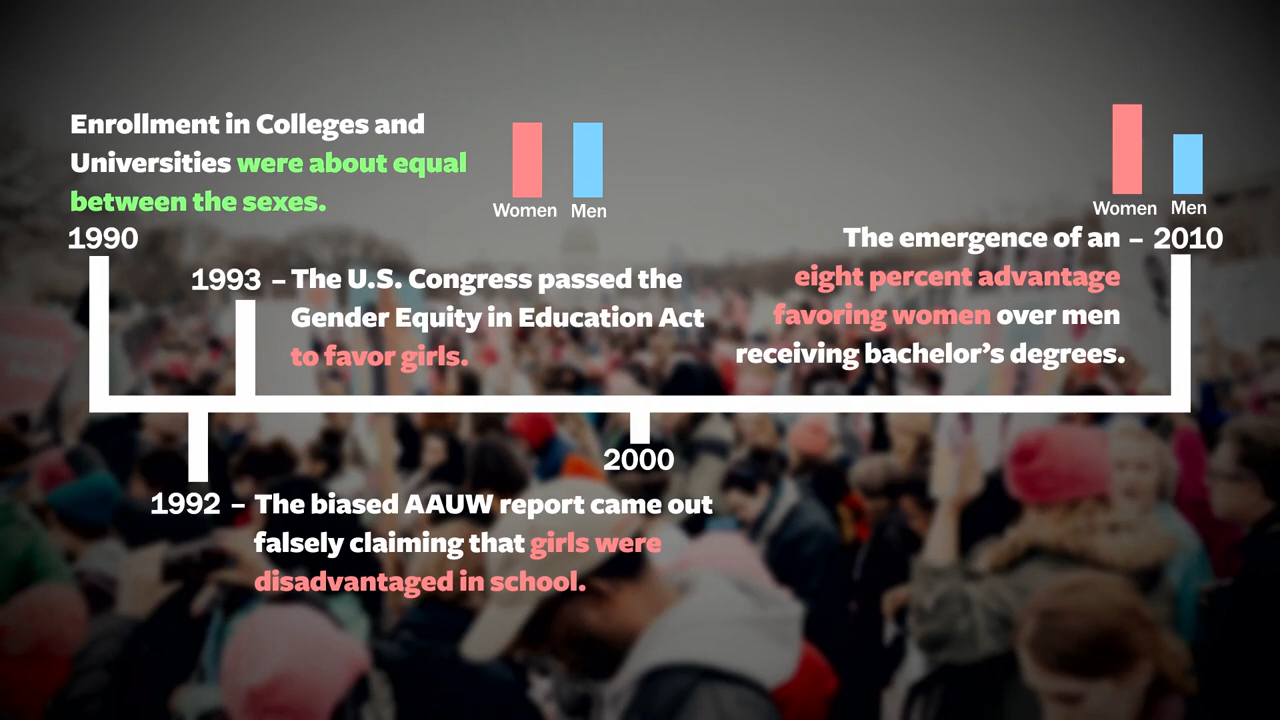 Enrollment in Colleges and
Universities were about equal
between the sexes.
1990
Women Men
1993 – The U.S. Congress passed the
Gender Equity in Education Act
to favor girls.
1992 – The biased AAUW report came out
falsely claiming that girls were
disadvantaged in school.
2000
Women Men
The emergence of an – 2010
eight percent advantage
favoring women over men
receiving bachelor’s degrees.